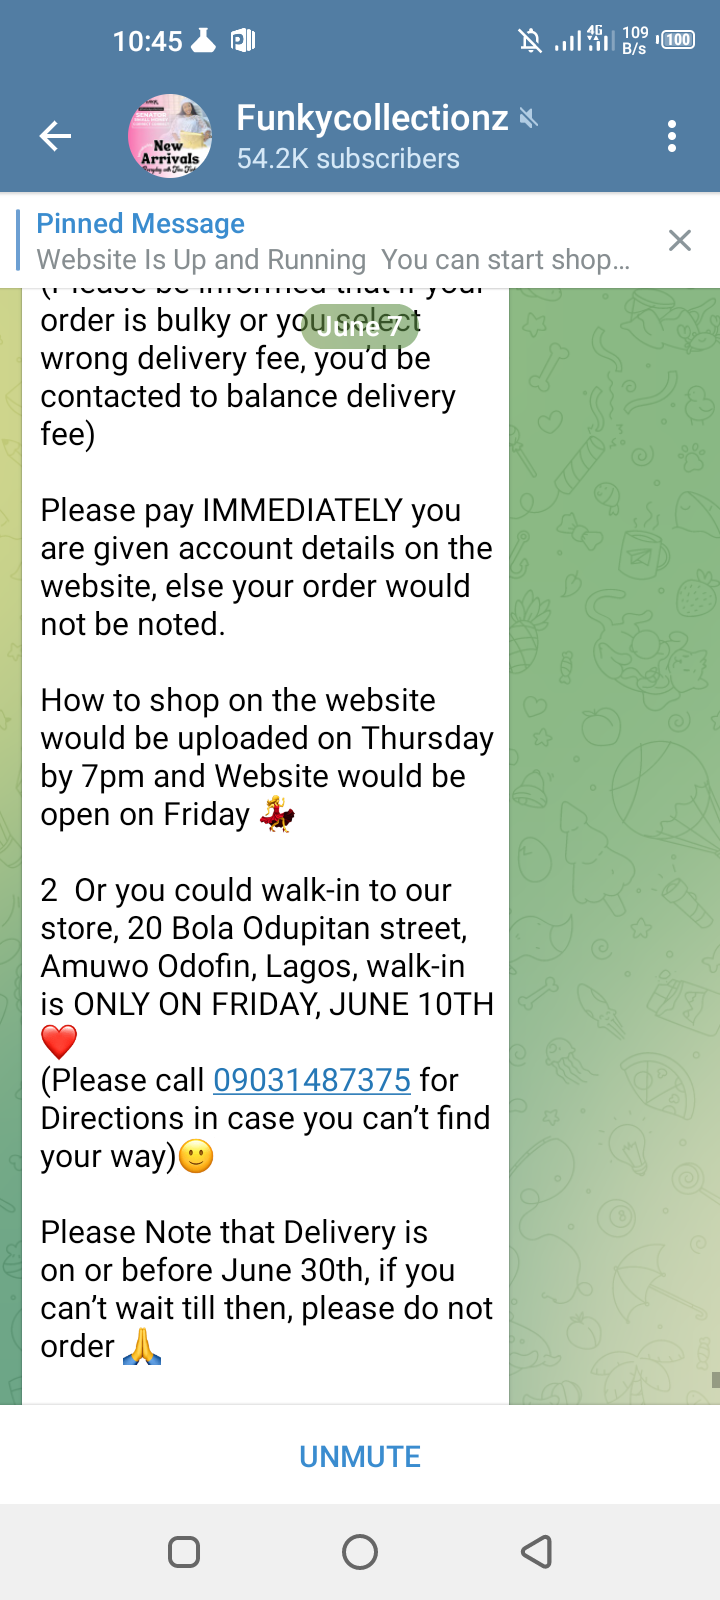 10:45
4G
109
B/s
100
Funkycollectionz
54.2K subscribers
New
Arrivals
Pinned Message
Website Is Up and Running  You can start shop...
(Please be informed that if your
June 7
order is bulky or you select
wrong delivery fee, you'd be
contacted to balance delivery
fee)
Please pay IMMEDIATELY you
are given account details on the
website, else your order would
not be noted.
How to shop on the website
would be uploaded on Thursday
by 7pm and Website would be
open on Friday 💃
2  Or you could walk-in to our
store, 20 Bola Odupitan street,
Amuwo Odofin, Lagos, walk-in
is ONLY ON FRIDAY, JUNE 10TH
❤️
(Please call 09031487375 for
Directions in case you can't find
your way)🙂
Please Note that Delivery is
on or before June 30th, if you
can't wait till then, please do not
order 🙏
UNMUTE